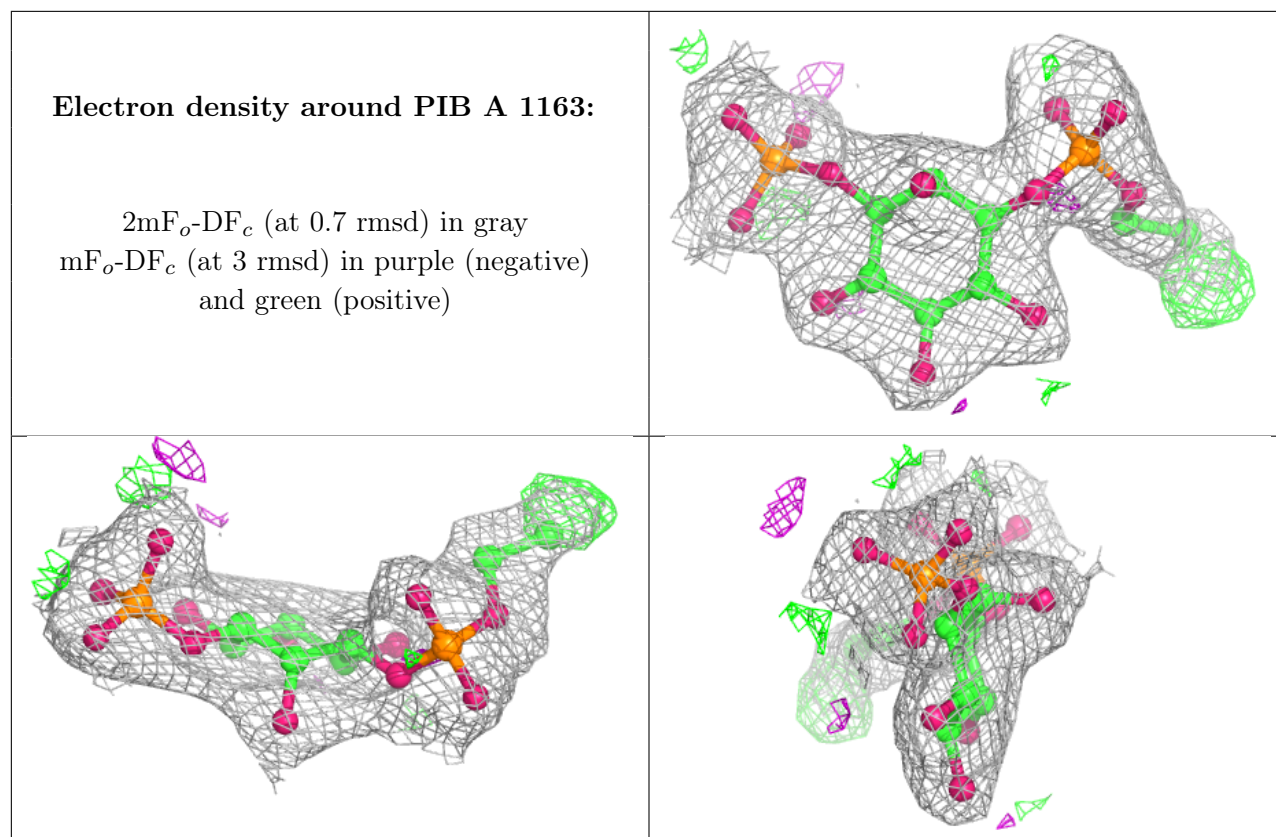 Electron density around PIB A 1163:
2mFₒ-DF𝑐 (at 0.7 rmsd) in gray
mFₒ-DF𝑐 (at 3 rmsd) in purple (negative)
and green (positive)